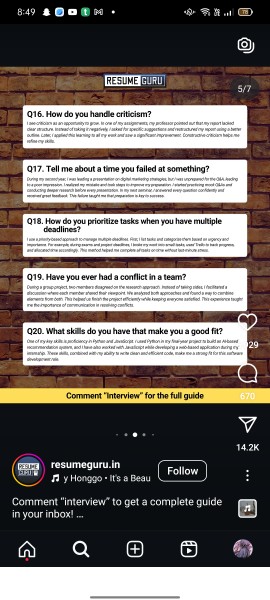 8:49
RESUME GURU
5/7
Q16. How do you handle criticism?
I see criticism as an opportunity to grow. In one of my assignments, my professor pointed out that my report lacked
clear structure. Instead of taking it negatively, I asked for specific suggestions and restructured my report using a better
outline. Later, I applied this learning to all my work and saw a significant improvement. Constructive criticism helps me
refine my skills.
Q17. Tell me about a time you failed at something?
During my second year, I was leading a presentation on digital marketing strategies, but I was unprepared for the Q&A, leading
to a poor impression. I realized my mistake and took steps to improve my preparation. I started practicing mock Q&As and
conducting deeper research before every presentation. In my next seminar, I answered every question confidently and
received great feedback. This failure taught me that preparation is key to success.
Q18. How do you prioritize tasks when you have multiple
deadlines?
I use a priority-based approach to manage multiple deadlines. First, I list tasks and categorize them based on urgency and
importance. For example, during exams and project deadlines, I broke my work into small tasks, used Trello to track progress,
and allocated time accordingly. This method helped me complete all tasks on time without last-minute stress.
Q19. Have you ever had a conflict in a team?
During a group project, two members disagreed on the research approach. Instead of taking sides, I facilitated a
discussion where each member shared their viewpoint. We analyzed both approaches and found a way to combine
elements from both. This helped us finish the project efficiently while keeping everyone satisfied. This experience taught
me the importance of communication in resolving conflicts.
Q20. What skills do you have that make you a good fit?
One of my key skills is proficiency in Python and JavaScript. I used Python in my final-year project to build an AI-based
recommendation system, and I have also worked with JavaScript while developing a web-based application during my
internship. These skills, combined with my ability to write clean and efficient code, make me a strong fit for this software
development role.
Comment "Interview" for the full guide
670
14.2K
resumeguru.in
Follow
y Honggo • It's a Beau
Comment "interview" to get a complete guide
in your inbox! ...